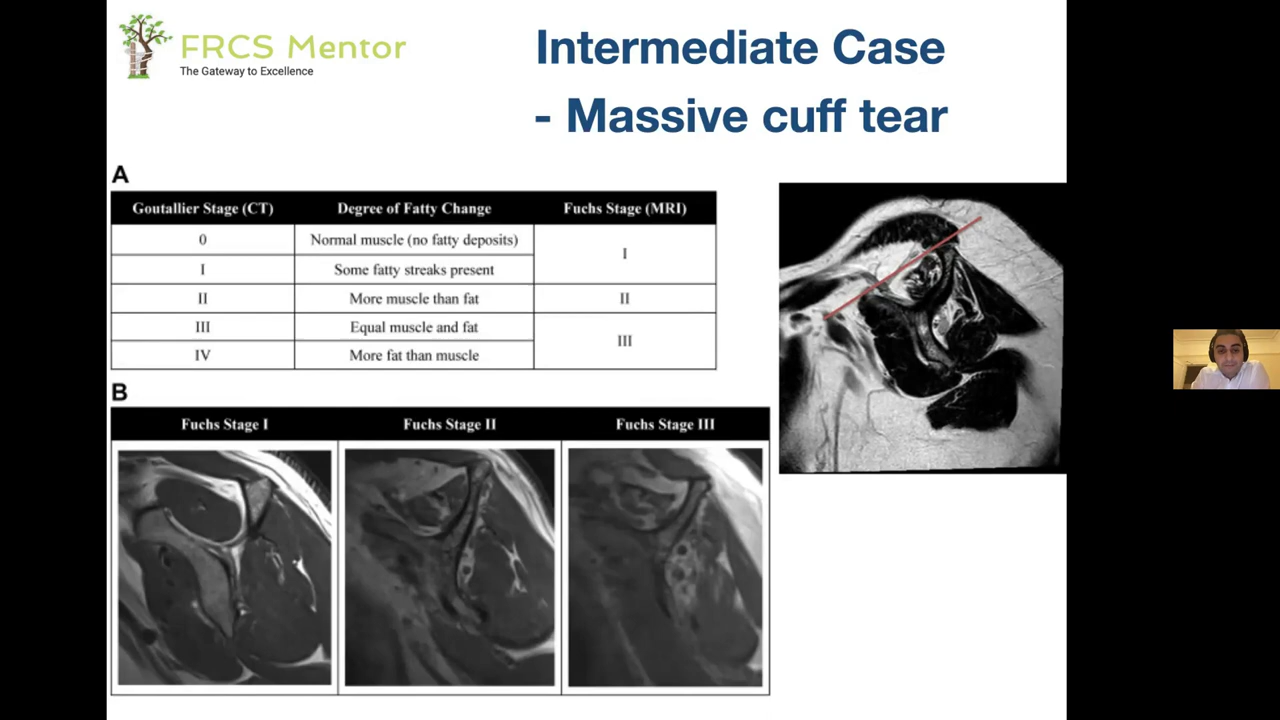 FRCS Mentor
The Gateway to Excellence
Intermediate Case
- Massive cuff tear
A
Goutallier Stage (CT) Degree of Fatty Change Fuchs Stage (MRI)
0 Normal muscle (no fatty deposits) I
I Some fatty streaks present
II More muscle than fat II
III Equal muscle and fat III
IV More fat than muscle
B
Fuchs Stage I Fuchs Stage II Fuchs Stage III